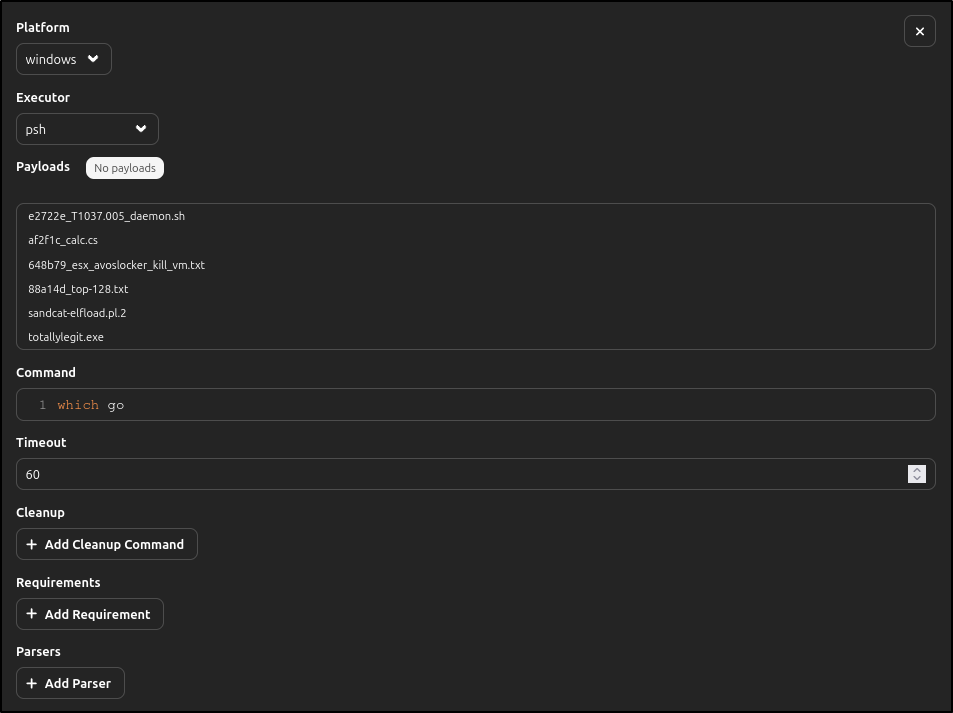 Platform
windows
Executor
psh
Payloads No payloads
e2722e_T1037.005_daemon.sh
af2f1c_calc.cs
648b79_esx_avoslocker_kill_vm.txt
88a14d_top-128.txt
sandcat-elfload.pl.2
totallylegit.exe
Command
1 which go
Timeout
60
Cleanup
+ Add Cleanup Command
Requirements
+ Add Requirement
Parsers
+ Add Parser